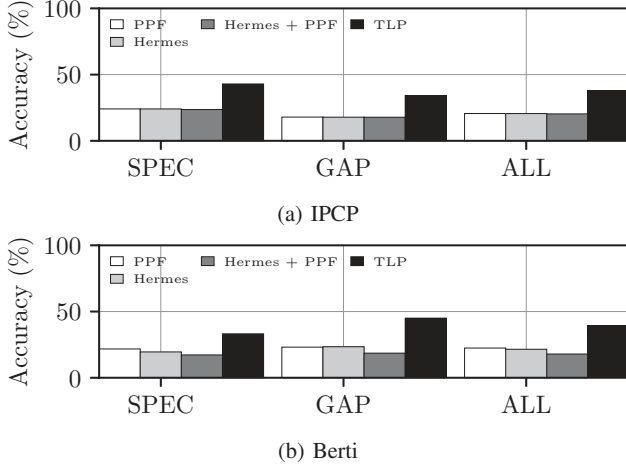 Accuracy (%)
100
50
0
PPF
Hermes + PPF
TLP
Hermes
SPEC
GAP
ALL
(a) IPCP
Accuracy (%)
100
50
0
PPF
Hermes + PPF
TLP
Hermes
SPEC
GAP
ALL
(b) Berti